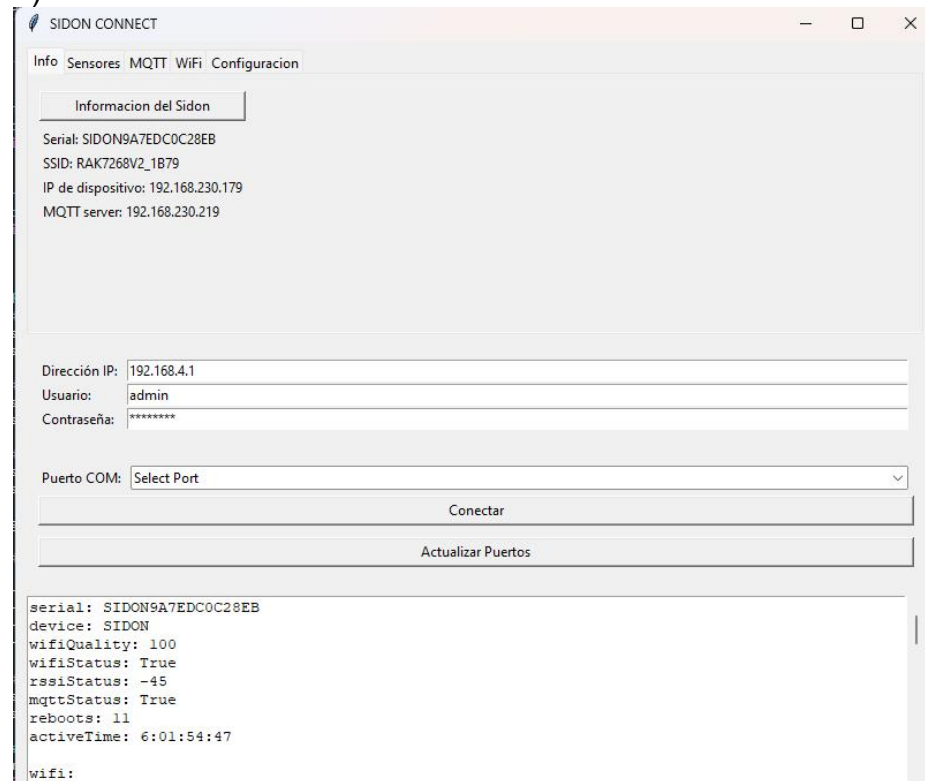 SIDON CONNECT
Info Sensores MQTT WiFi Configuracion
Informacion del Sidon
Serial: SIDON9A7EDC0C28EB
SSID: RAK7268V2_1B79
IP de dispositivo: 192.168.230.179
MQTT server: 192.168.230.219
Dirección IP: 192.168.4.1
Usuario: admin
Contraseña: ********
Puerto COM: Select Port
Conectar
Actualizar Puertos
serial: SIDON9A7EDC0C28EB
device: SIDON
wifiQuality: 100
wifiStatus: True
rssiStatus: -45
mqttStatus: True
reboots: 11
activeTime: 6:01:54:47
wifi: